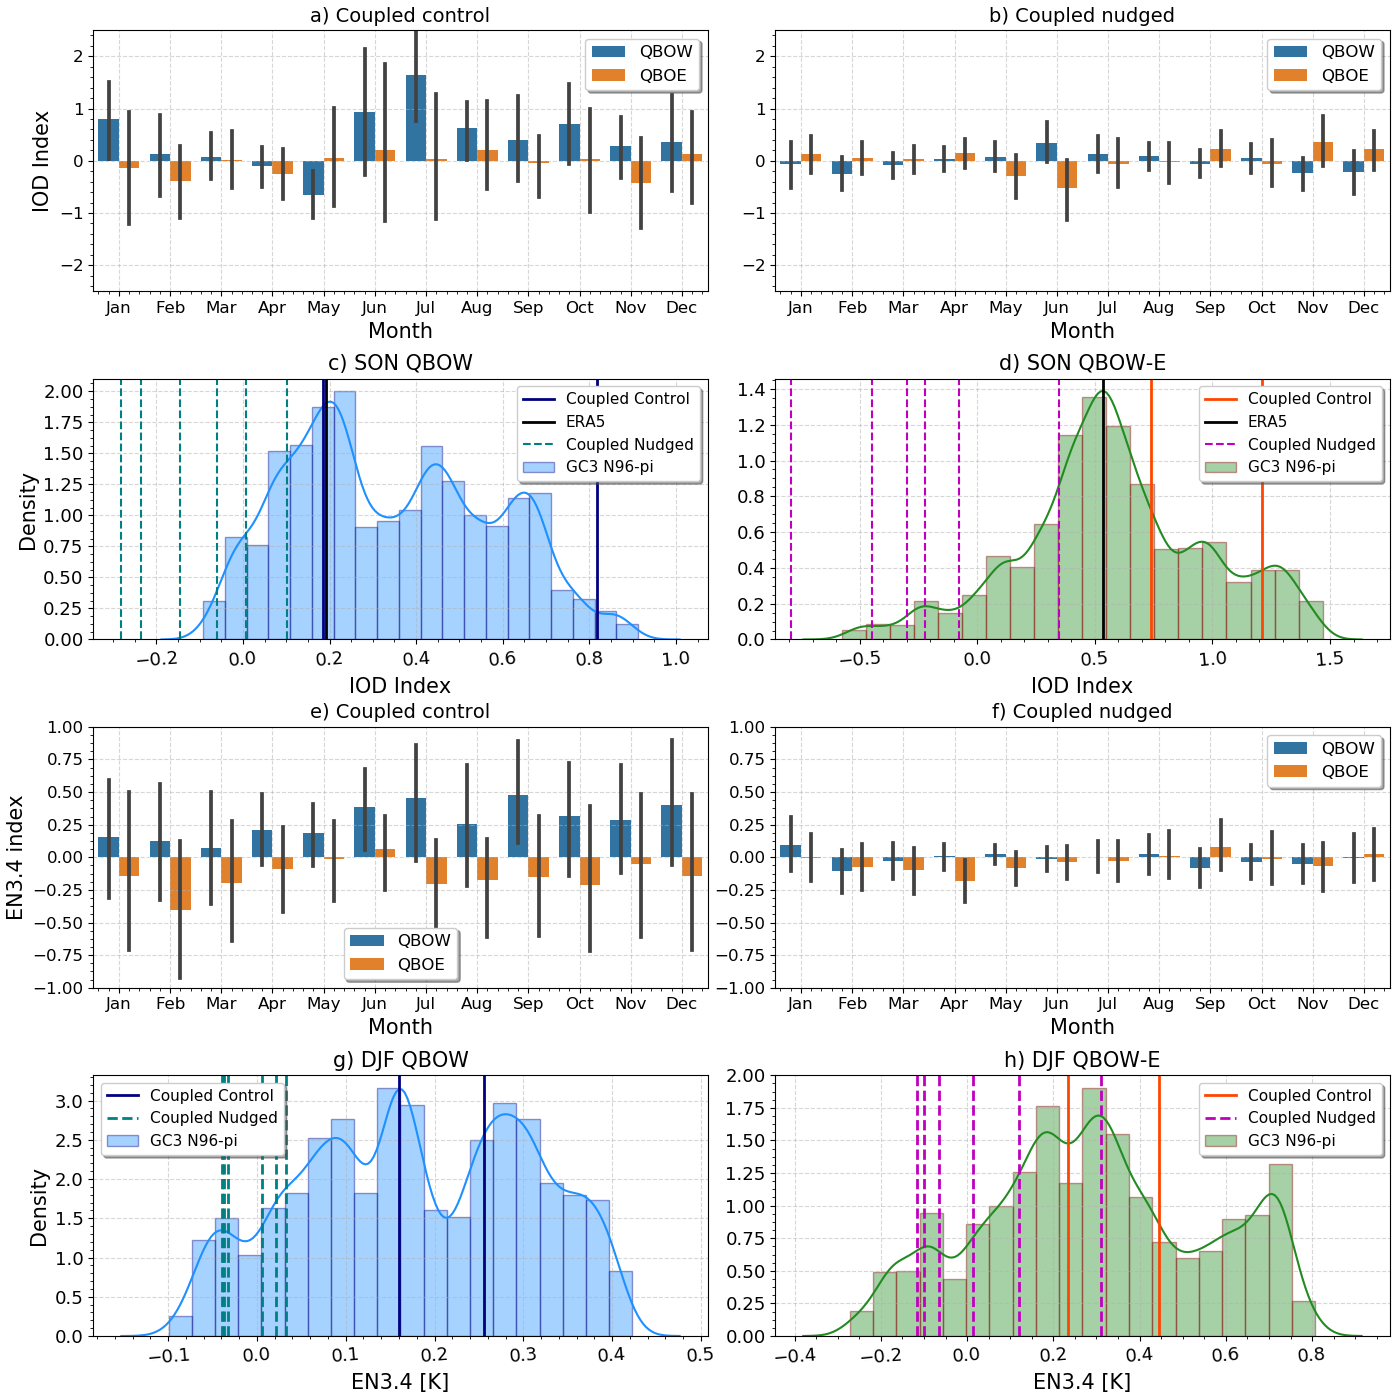 a) Coupled control
IOD Index
2
1
0
−1
−2
QBOW
QBOE
Jan Feb Mar Apr May Jun Jul Aug Sep Oct Nov Dec
Month
b) Coupled nudged
2
1
0
−1
−2
QBOW
QBOE
Jan Feb Mar Apr May Jun Jul Aug Sep Oct Nov Dec
Month
c) SON QBOW
Density
2.00
1.75
1.50
1.25
1.00
0.75
0.50
0.25
0.00
Coupled Control
ERA5
Coupled Nudged
GC3 N96-pi
−0.2 0.0 0.2 0.4 0.6 0.8 1.0
IOD Index
d) SON QBOW-E
1.4
1.2
1.0
0.8
0.6
0.4
0.2
0.0
Coupled Control
ERA5
Coupled Nudged
GC3 N96-pi
−0.5 0.0 0.5 1.0 1.5
IOD Index
e) Coupled control
EN3.4 index
1.00
0.75
0.50
0.25
0.00
−0.25
−0.50
−0.75
−1.00
QBOW
QBOE
Jan Feb Mar Apr May Jun Jul Aug Sep Oct Nov Dec
Month
f) Coupled nudged
1.00
0.75
0.50
0.25
0.00
−0.25
−0.50
−0.75
−1.00
QBOW
QBOE
Jan Feb Mar Apr May Jun Jul Aug Sep Oct Nov Dec
Month
g) DJF QBOW
Density
3.0
2.5
2.0
1.5
1.0
0.5
0.0
Coupled Control
Coupled Nudged
GC3 N96-pi
−0.1 0.0 0.1 0.2 0.3 0.4 0.5
EN3.4 [K]
h) DJF QBOW-E
2.00
1.75
1.50
1.25
1.00
0.75
0.50
0.25
0.00
Coupled Control
Coupled Nudged
GC3 N96-pi
−0.4 −0.2 0.0 0.2 0.4 0.6 0.8
EN3.4 [K]